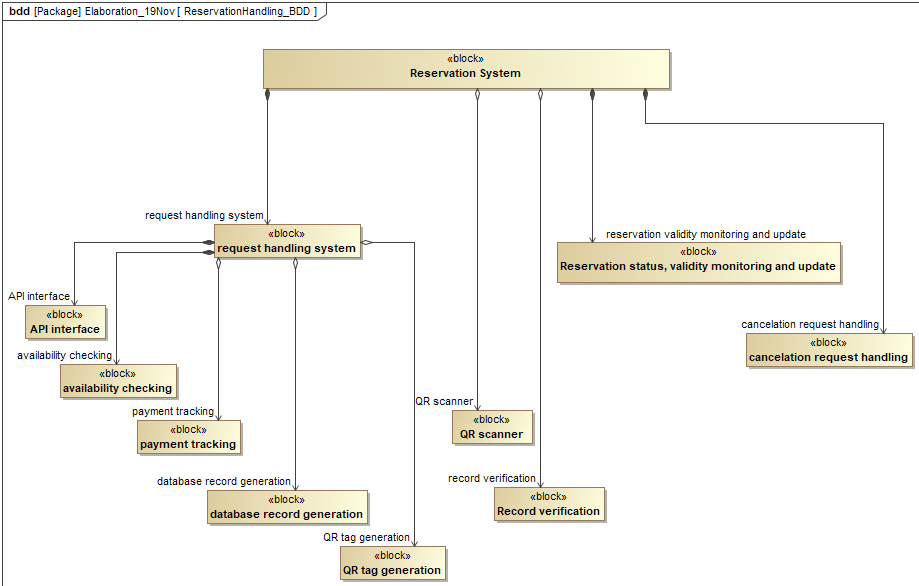 bdd [Package] Elaboration_19Nov [ ReservationHandling_BDD ]
«block»
Reservation System
request handling system
«block»
request handling system
reservation validity monitoring and update
«block»
Reservation status, validity monitoring and update
API interface
«block»
API interface
cancelation request handling
«block»
cancelation request handling
availability checking
«block»
availability checking
payment tracking
«block»
payment tracking
QR scanner
«block»
QR scanner
database record generation
«block»
database record generation
record verification
«block»
Record verification
QR tag generation
«block»
QR tag generation